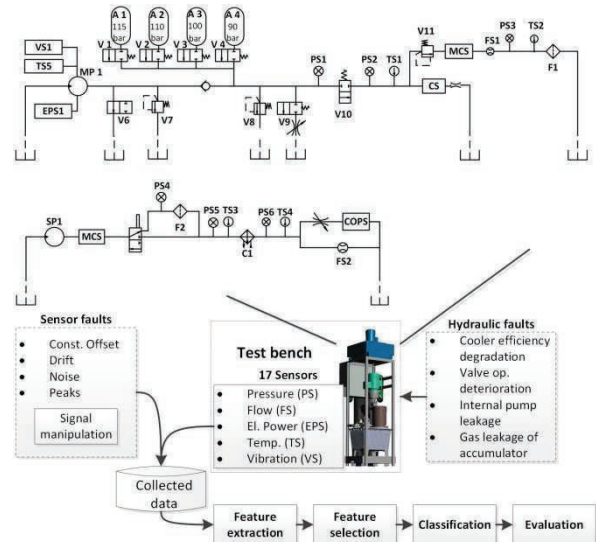 A 1 A 2 A 3 A 4
115 bar 110 bar 100 bar 90 bar
VS1
TS5
MP 1
EPS1
V 1 V 2 V 3 V 4
V6
V7
V8
V9
PS1
V10
PS2
TS1
V11
MCS
FS1
PS3
TS2
F1
CS
SP1
MCS
PS4
F2
PS5
TS3
C1
PS6
TS4
COPS
FS2
Sensor faults
• Const. Offset
• Drift
• Noise
• Peaks
Signal
manipulation
Test bench
17 Sensors
• Pressure (PS)
• Flow (FS)
• El. Power (EPS)
• Temp. (TS)
• Vibration (VS)
Hydraulic faults
• Cooler efficiency
degradation
• Valve op.
deterioration
• Internal pump
leakage
• Gas leakage of
accumulator
Collected
data
Feature
extraction
Feature
selection
Classification
Evaluation